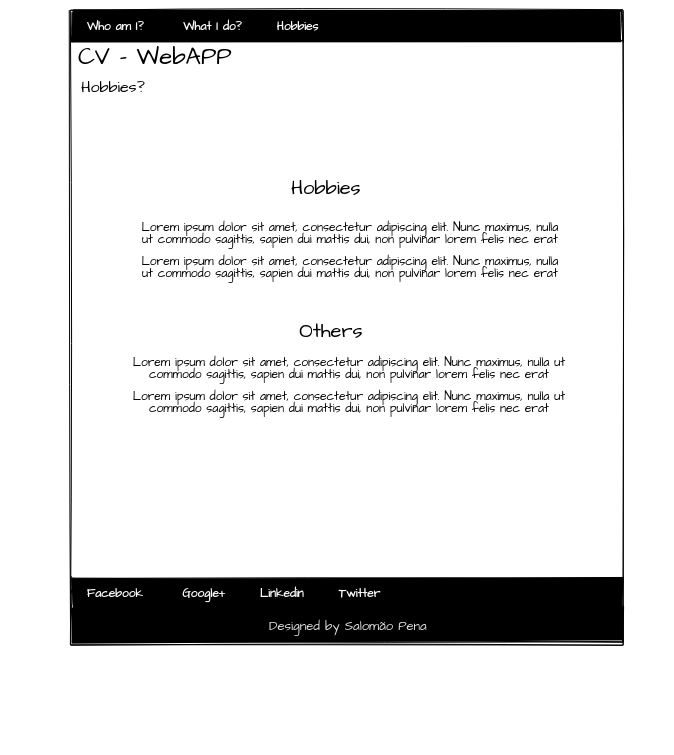 Who am I? What I do? Hobbies
CV - WebAPP
Hobbies?
Hobbies
Lorem ipsum dolor sit amet, consectetur adipiscing elit. Nunc maximus, nulla
ut commodo sagittis, sapien dui mattis dui, non pulvinar lorem felis nec erat
Lorem ipsum dolor sit amet, consectetur adipiscing elit. Nunc maximus, nulla
ut commodo sagittis, sapien dui mattis dui, non pulvinar lorem felis nec erat
Others
Lorem ipsum dolor sit amet, consectetur adipiscing elit. Nunc maximus, nulla ut
commodo sagittis, sapien dui mattis dui, non pulvinar lorem felis nec erat
Lorem ipsum dolor sit amet, consectetur adipiscing elit. Nunc maximus, nulla ut
commodo sagittis, sapien dui mattis dui, non pulvinar lorem felis nec erat
Facebook Google+ Linkedin Twitter
Designed by Salomão Pena